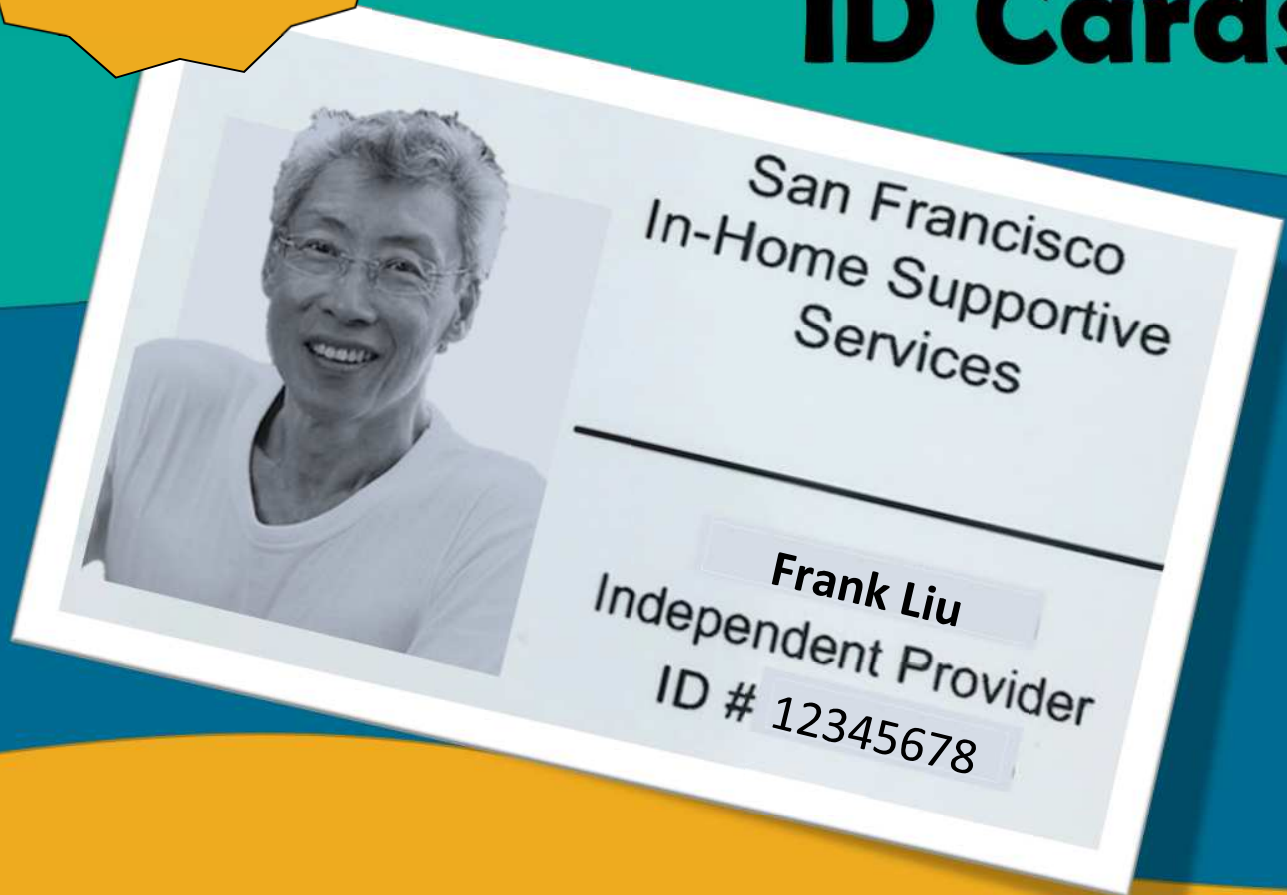 ID Cards
San Francisco
In-Home Supportive
Services
Frank Liu
Independent Provider
ID # 12345678